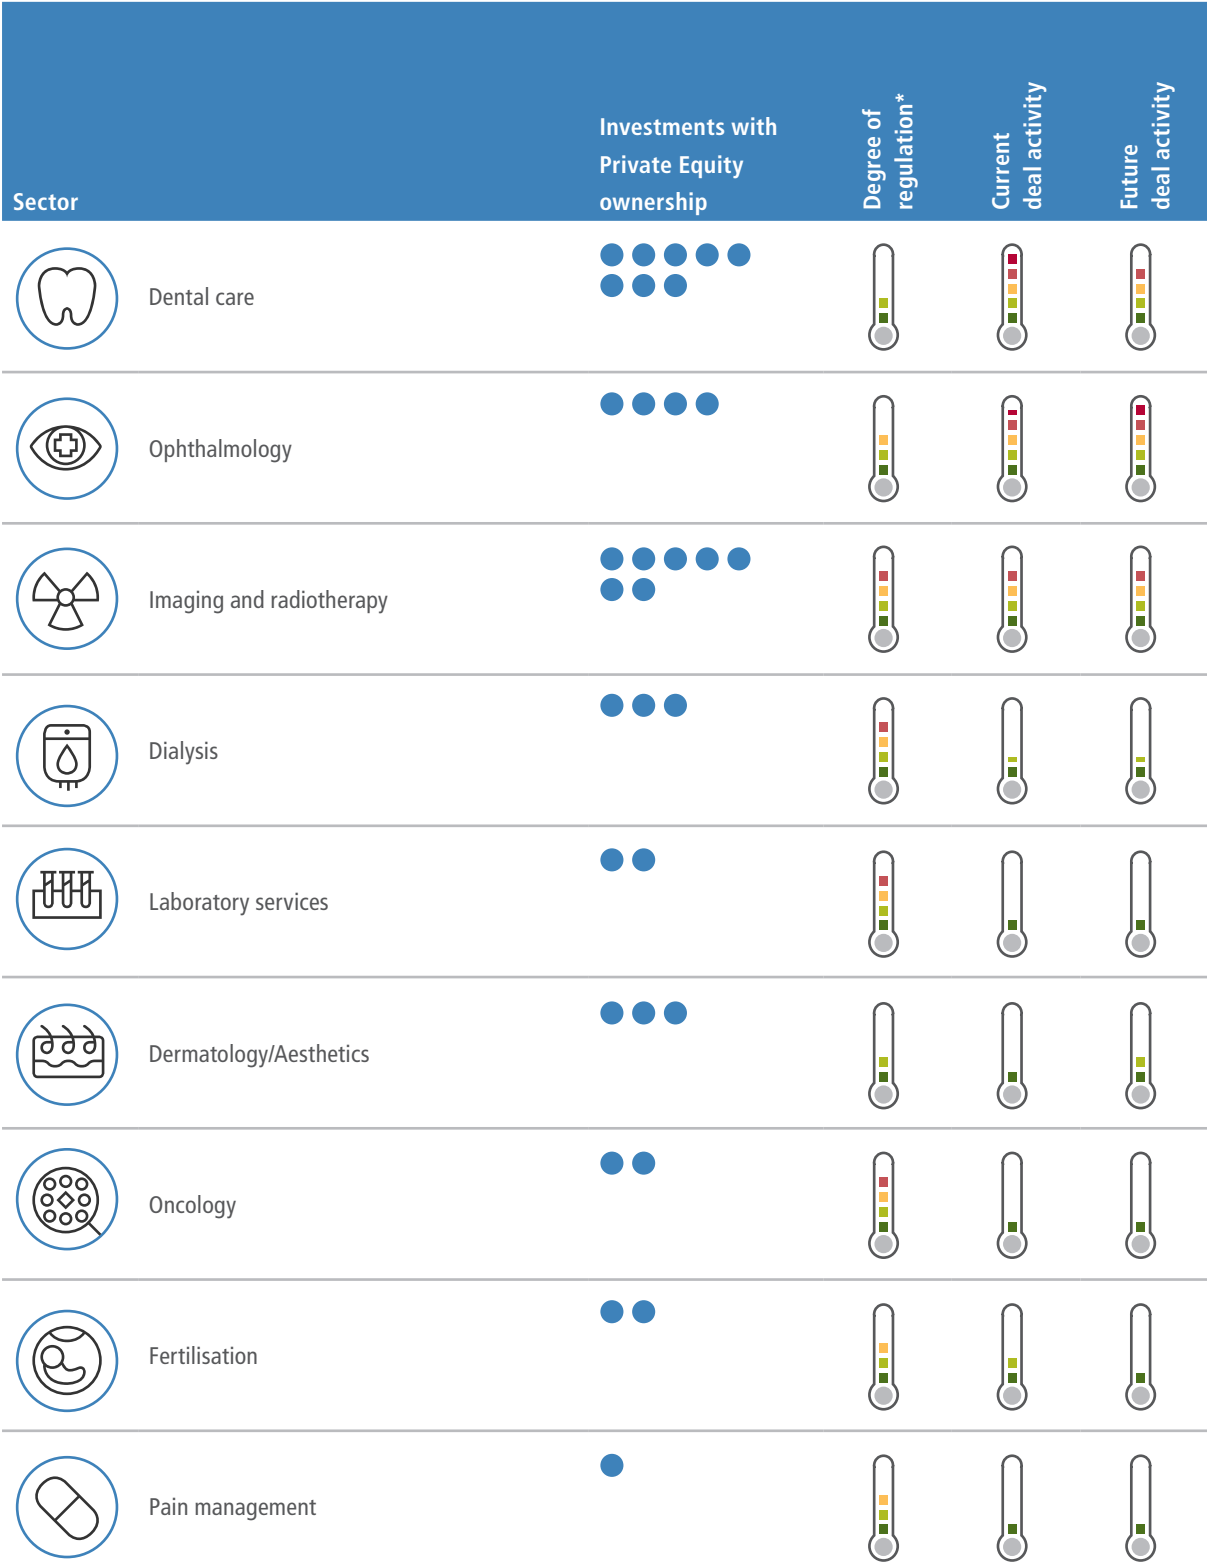 Sector
Investments with
Private Equity
ownership
Degree of
regulation*
Current
deal activity
Future
deal activity
Dental care
Ophthalmology
Imaging and radiotherapy
Dialysis
Laboratory services
Dermatology/Aesthetics
Oncology
Fertilisation
Pain management